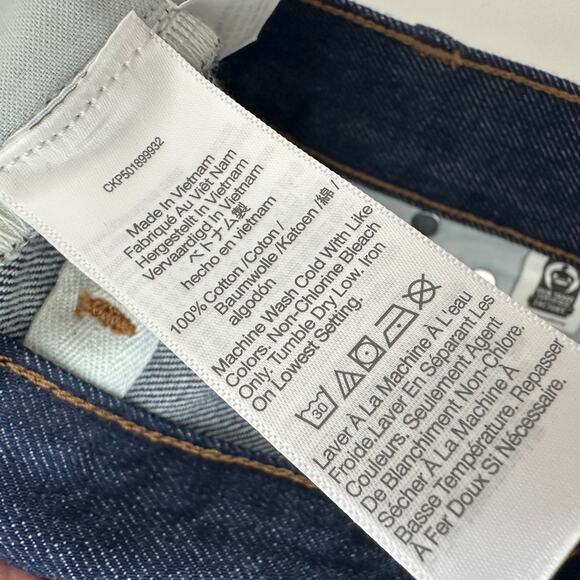 CKP501899932
Made In Vietnam
Fabriqué Au Viêt Nam
Hergestellt In Vietnam
Vervaardigd In Vietnam
ベトナム製
hecho en vietnam
100% Cotton / Coton /
Baumwolle / Katoen / 綿 /
algodón
Machine Wash Cold With Like
Colors. Non-Chlorine Bleach
Only. Tumble Dry Low. Iron
On Lowest Setting.
30
Laver À La Machine À L'eau
Froide. Laver En Séparant Les
Couleurs. Seulement Agent
De Blanchiment Non-Chlore.
Sécher À La Machine À
Basse Température. Repasser
À Fer Doux Si Nécessaire.